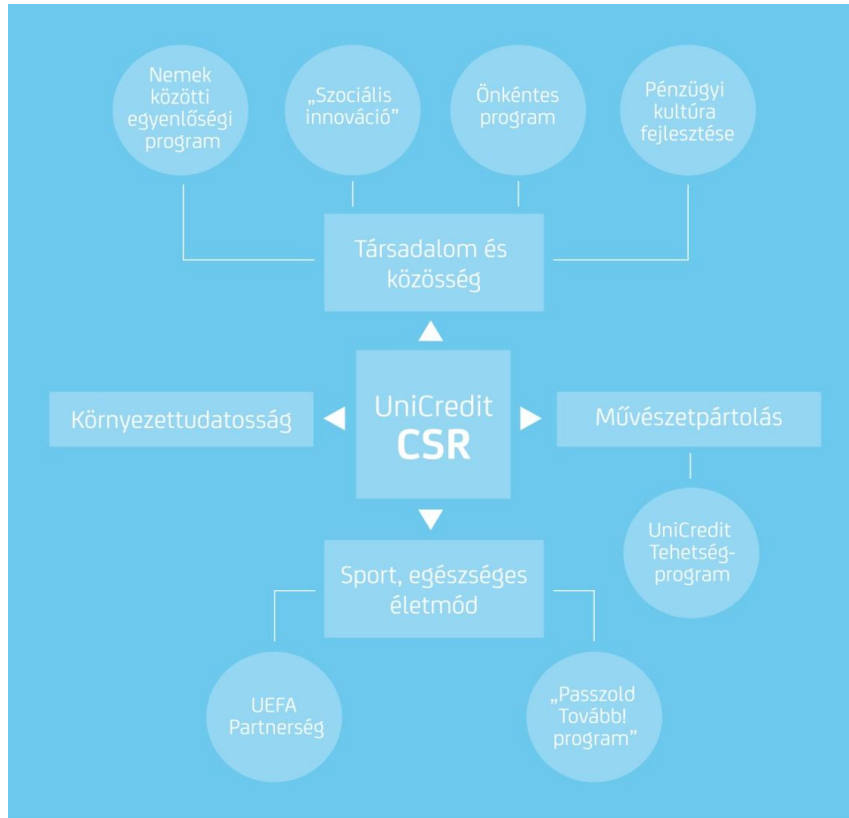 Nemek
közötti
egyenlőségi
program
„Szociális
innováció”
Önkéntes
program
Pénzügyi
kultúra
fejlesztése
Társadalom és
közösség
Környezettudatosság
UniCredit
CSR
Művészetpártolás
UniCredit
Tehetség-
program
Sport, egészséges
életmód
UEFA
Partnerség
„Passzold
Tovább!
program”